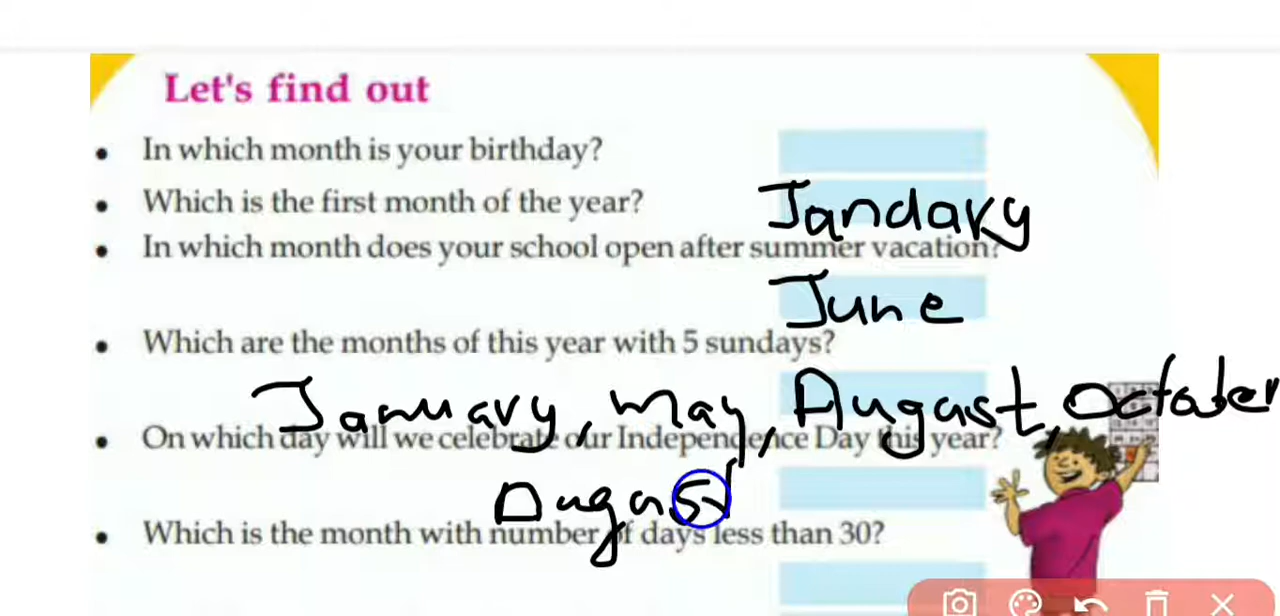 Let's find out
• In which month is your birthday?
• Which is the first month of the year?
Jandary
• In which month does your school open after summer vacation?
June
• Which are the months of this year with 5 sundays?
January, may, August, October
• On which day will we celebrate our Independence Day this year?
August
• Which is the month with number of days less than 30?